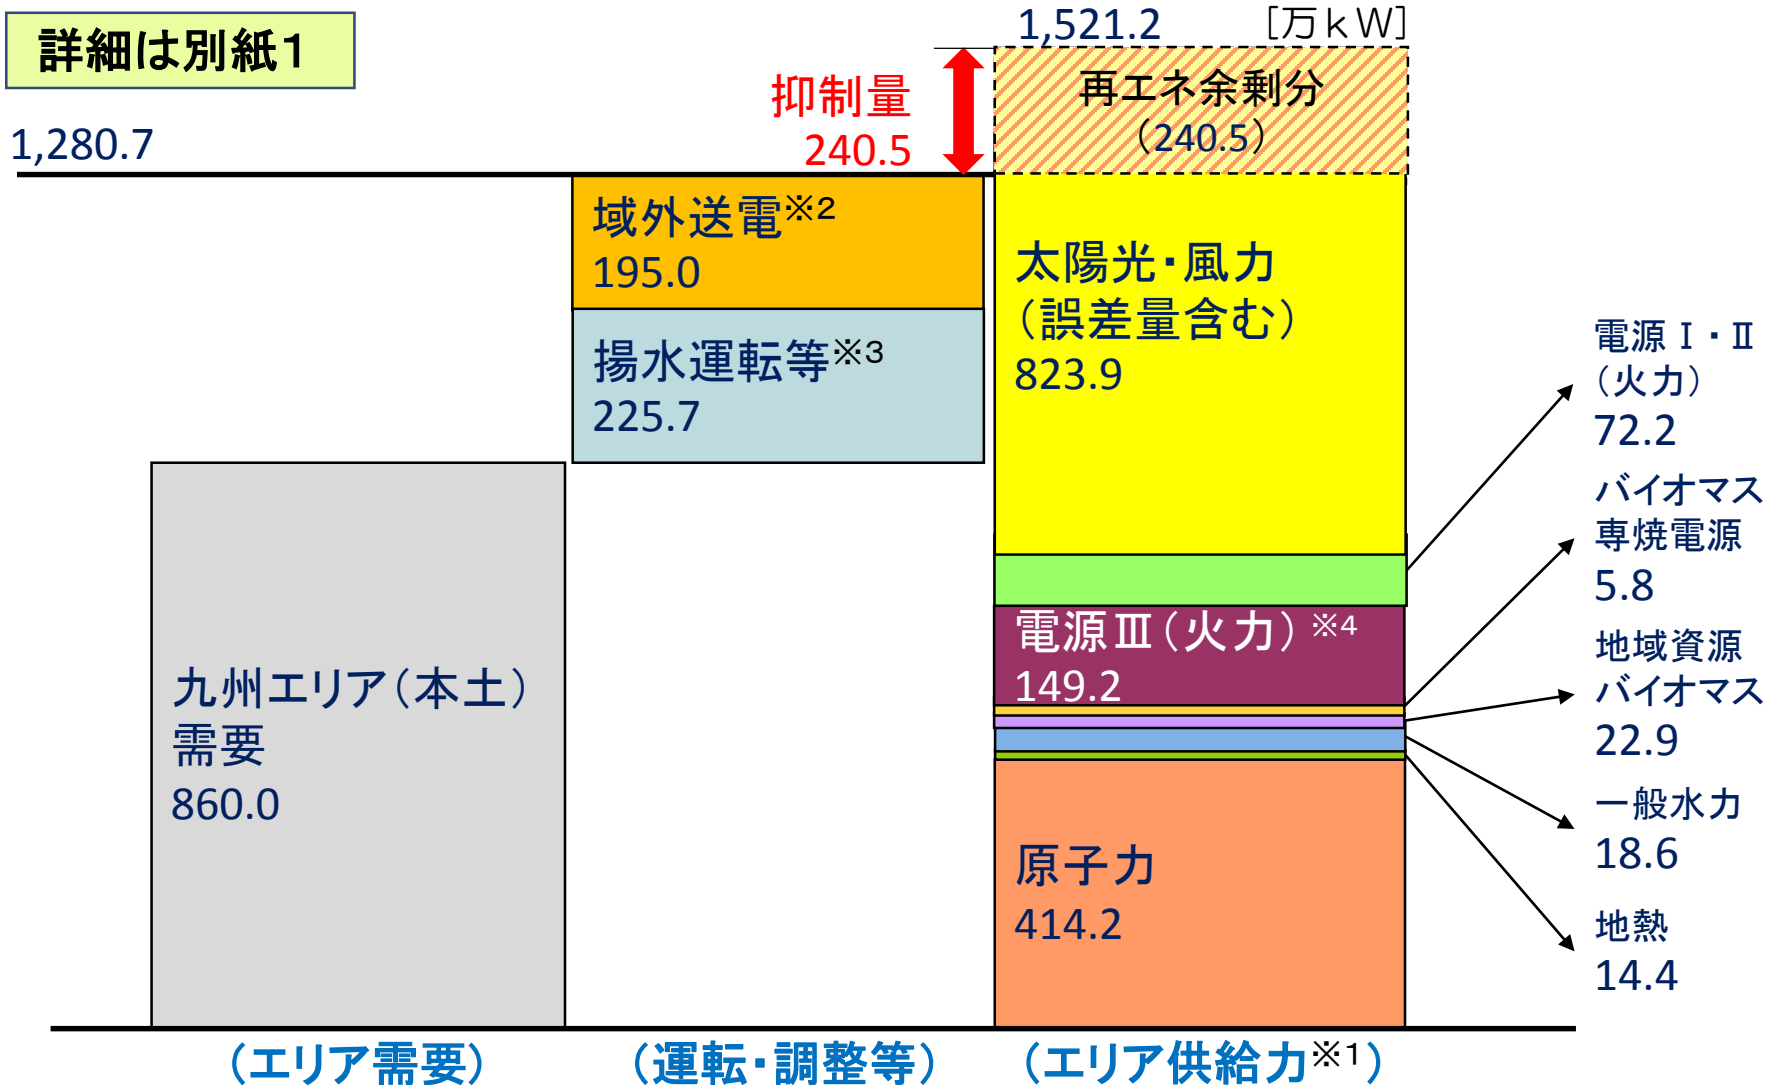 詳細は別紙1
1,521.2
[万kW]
抑制量
240.5
再エネ余剰分
(240.5)
1,280.7
域外送電※2
195.0
揚水運転等※3
225.7
九州エリア(本土)
需要
860.0
太陽光・風力
(誤差量含む)
823.9
電源Ⅲ(火力)※4
149.2
原子力
414.2
電源Ⅰ・Ⅱ
(火力)
72.2
バイオマス
専焼電源
5.8
地域資源
バイオマス
22.9
一般水力
18.6
地熱
14.4
(エリア需要)
(運転・調整等)
(エリア供給力※1)